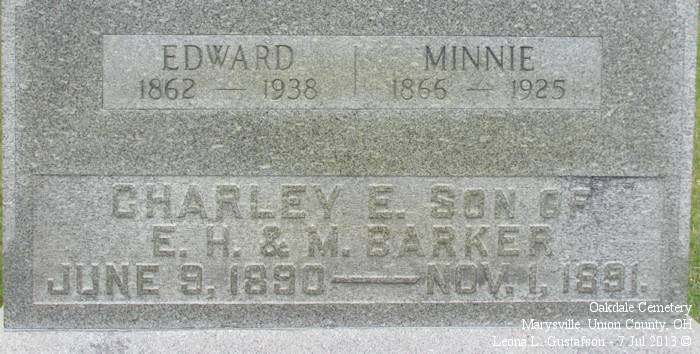 EDWARD | MINNIE
1862 — 1938 | 1866 — 1925
CHARLEY E. SON OF
E. H. & M. BARKER
JUNE 9, 1890 — NOV. 1, 1891.
Oakdale Cemetery
Marysville, Union County, OH
Leona L. Gustafson - 7 Jul 2013 ©